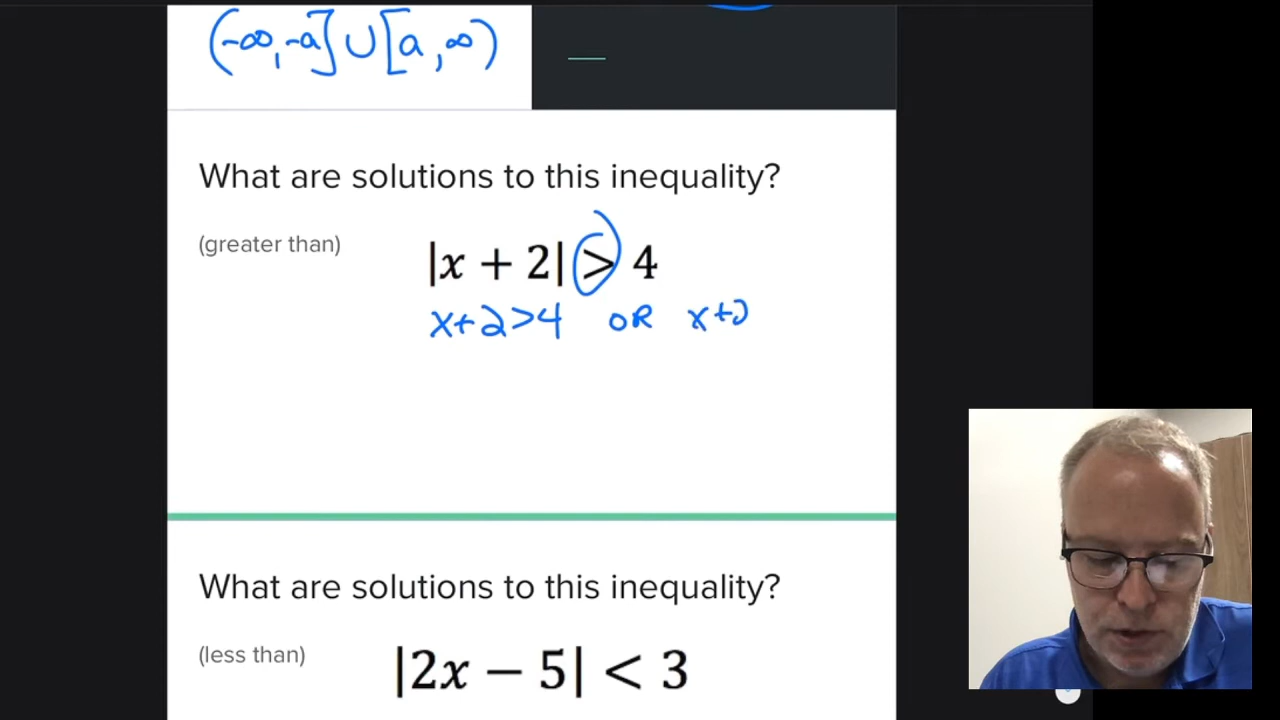 (-∞, -a] ∪ [a, ∞)
What are solutions to this inequality?
(greater than)
|x + 2| > 4
x+2>4 OR x+2
What are solutions to this inequality?
(less than)
|2x − 5| < 3